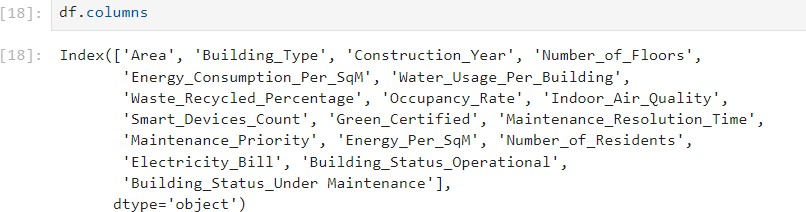 [18]: df.columns
[18]: Index(['Area', 'Building_Type', 'Construction_Year', 'Number_of_Floors',
'Energy_Consumption_Per_SqM', 'Water_Usage_Per_Building',
'Waste_Recycled_Percentage', 'Occupancy_Rate', 'Indoor_Air_Quality',
'Smart_Devices_Count', 'Green_Certified', 'Maintenance_Resolution_Time',
'Maintenance_Priority', 'Energy_Per_SqM', 'Number_of_Residents',
'Electricity_Bill', 'Building_Status_Operational',
'Building_Status_Under Maintenance'],
dtype='object')